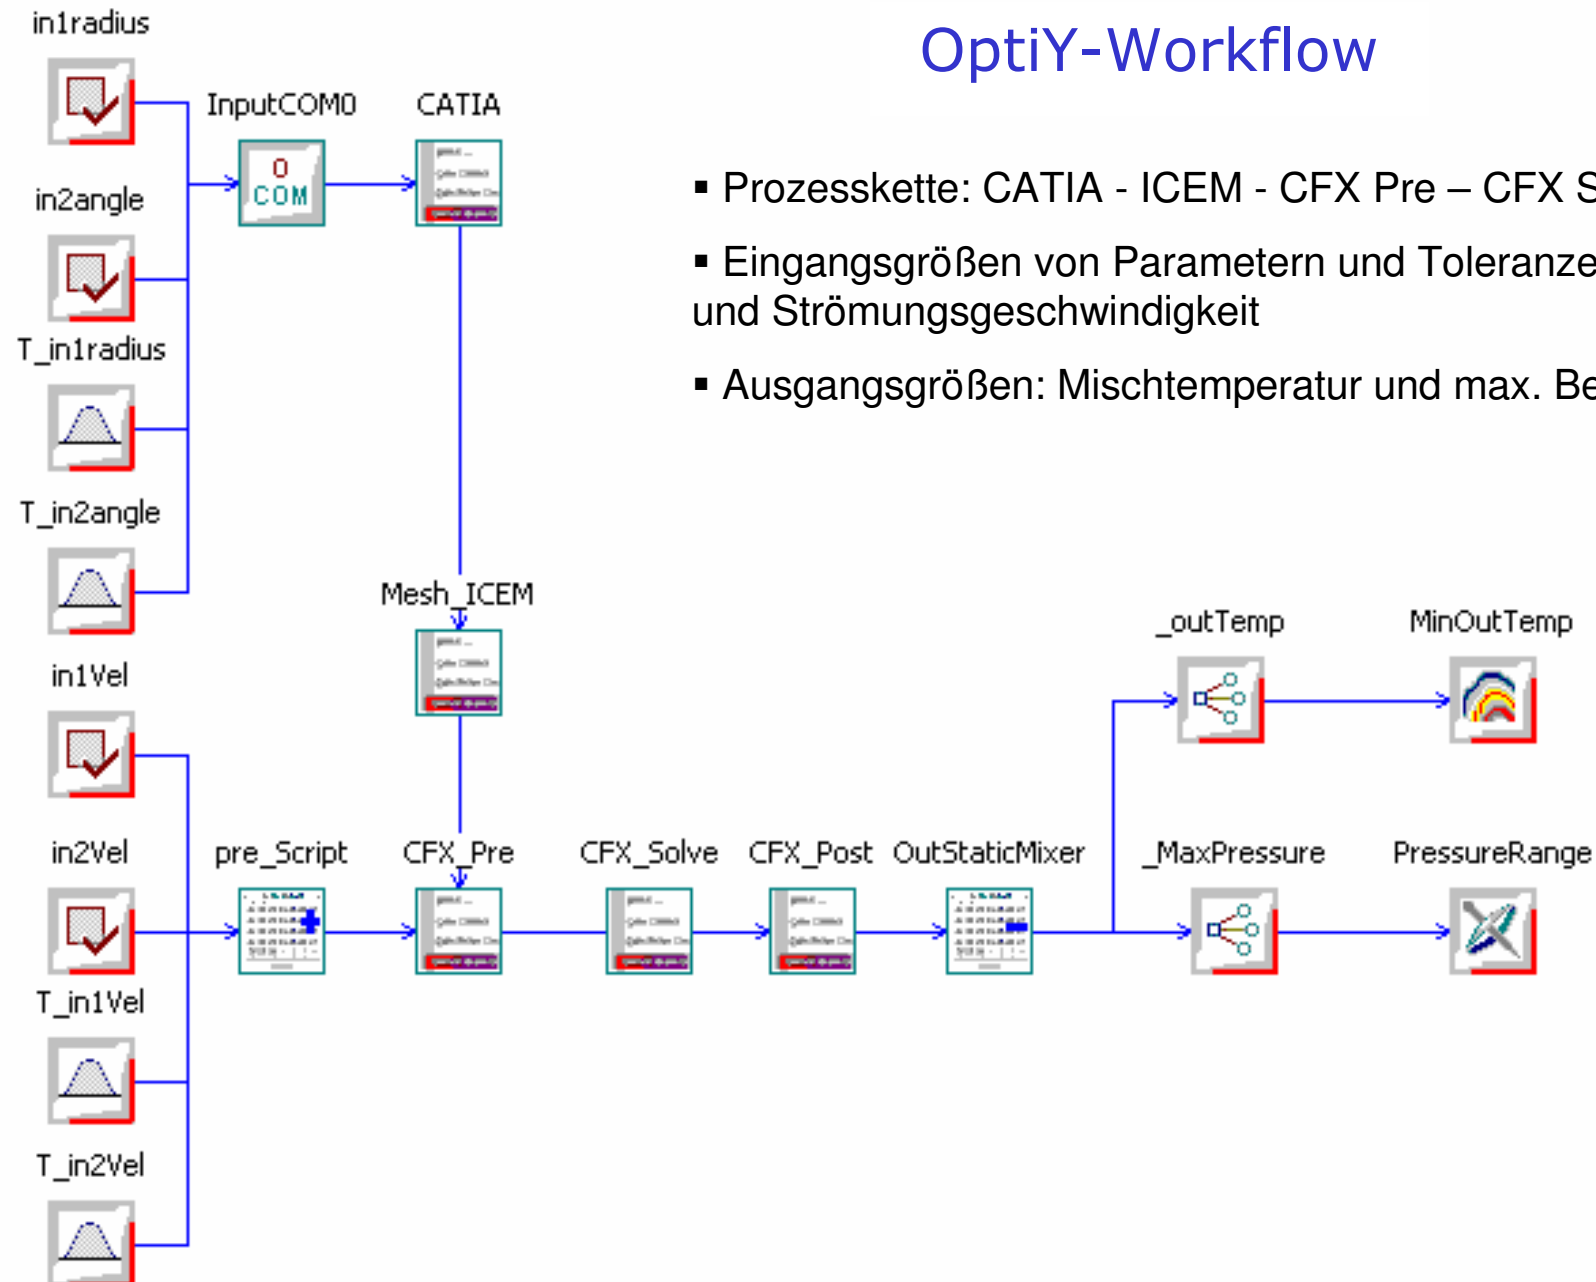 OptiY-Workflow
in1radius
InputCOM0
CATIA
O
COM
in2angle
T_in1radius
T_in2angle
▪ Prozesskette: CATIA - ICEM - CFX Pre – CFX S
▪ Eingangsgrößen von Parametern und Toleranze
und Strömungsgeschwindigkeit
▪ Ausgangsgrößen: Mischtemperatur und max. Be
Mesh_ICEM
_outTemp
MinOutTemp
in1Vel
in2Vel
pre_Script
CFX_Pre
CFX_Solve
CFX_Post
OutStaticMixer
_MaxPressure
PressureRange
T_in1Vel
T_in2Vel